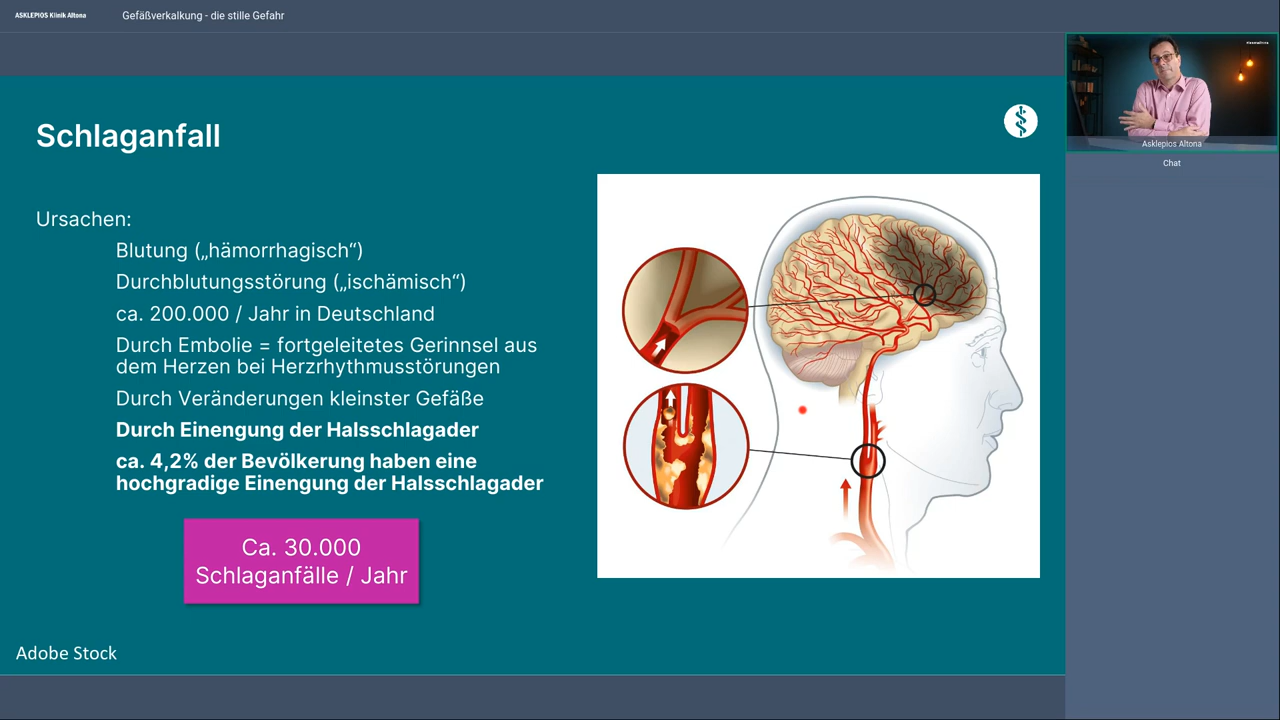 ASKLEPIOS Klinik Altona
Gefäßverkalkung - die stille Gefahr
Schlaganfall
Ursachen:
Blutung („hämorrhagisch“)
Durchblutungsstörung („ischämisch“)
ca. 200.000 / Jahr in Deutschland
Durch Embolie = fortgeleitetes Gerinnsel aus
dem Herzen bei Herzrhythmusstörungen
Durch Veränderungen kleinster Gefäße
Durch Einengung der Halsschlagader
ca. 4,2% der Bevölkerung haben eine
hochgradige Einengung der Halsschlagader
Ca. 30.000
Schlaganfälle / Jahr
Adobe Stock
Asklepios Altona
Chat